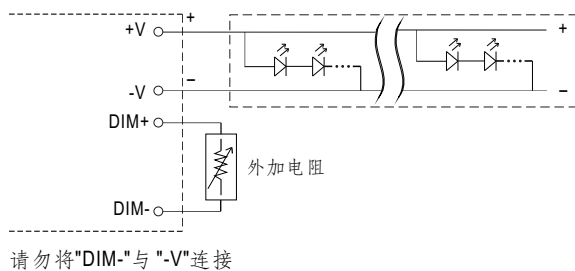 +V
+
+
-V
−
−
DIM+
外加电阻
DIM-
请勿将"DIM-"与 "-V"连接